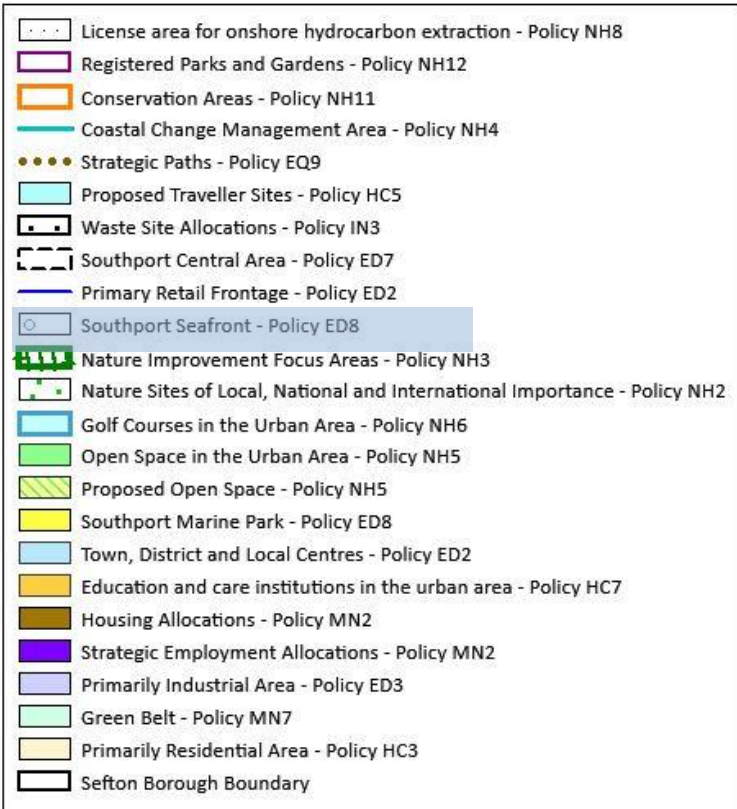 License area for onshore hydrocarbon extraction - Policy NH8
Registered Parks and Gardens - Policy NH12
Conservation Areas - Policy NH11
Coastal Change Management Area - Policy NH4
Strategic Paths - Policy EQ9
Proposed Traveller Sites - Policy HC5
Waste Site Allocations - Policy IN3
Southport Central Area - Policy ED7
Primary Retail Frontage - Policy ED2
Southport Seafront - Policy ED8
Nature Improvement Focus Areas - Policy NH3
Nature Sites of Local, National and International Importance - Policy NH2
Golf Courses in the Urban Area - Policy NH6
Open Space in the Urban Area - Policy NH5
Proposed Open Space - Policy NH5
Southport Marine Park - Policy ED8
Town, District and Local Centres - Policy ED2
Education and care institutions in the urban area - Policy HC7
Housing Allocations - Policy MN2
Strategic Employment Allocations - Policy MN2
Primarily Industrial Area - Policy ED3
Green Belt - Policy MN7
Primarily Residential Area - Policy HC3
Sefton Borough Boundary